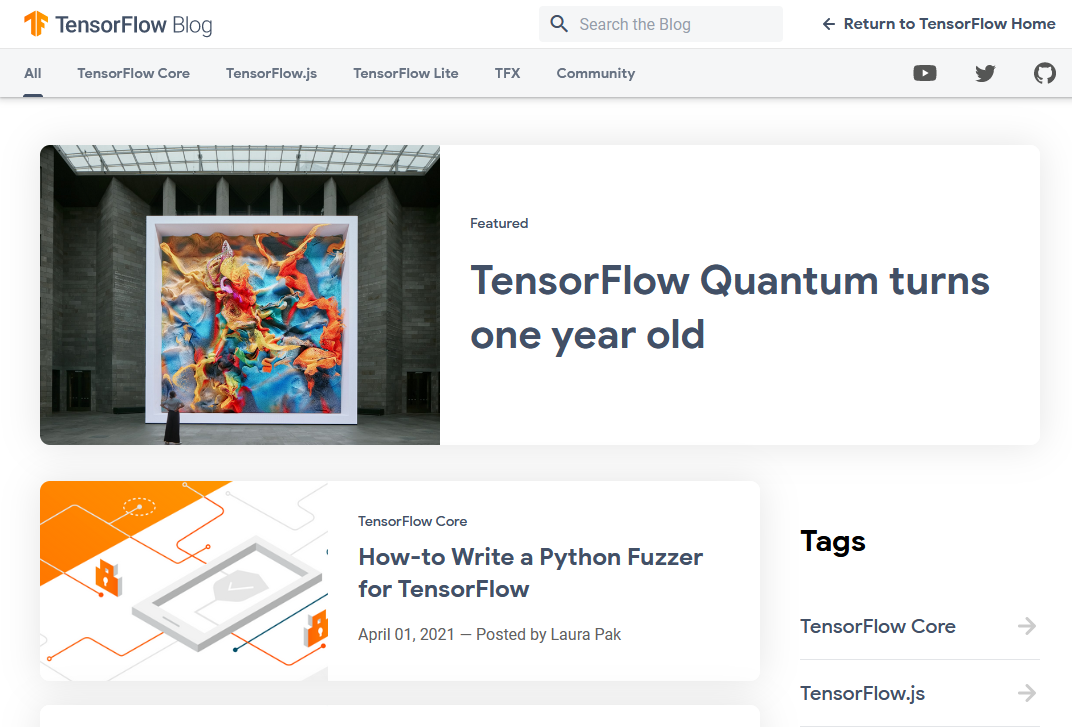 TensorFlow Blog
Search the Blog
Return to TensorFlow Home
All
TensorFlow Core
TensorFlow.js
TensorFlow Lite
TFX
Community
Featured
TensorFlow Quantum turns
one year old
TensorFlow Core
How-to Write a Python Fuzzer
for TensorFlow
April 01, 2021 — Posted by Laura Pak
Tags
TensorFlow Core
TensorFlow.js